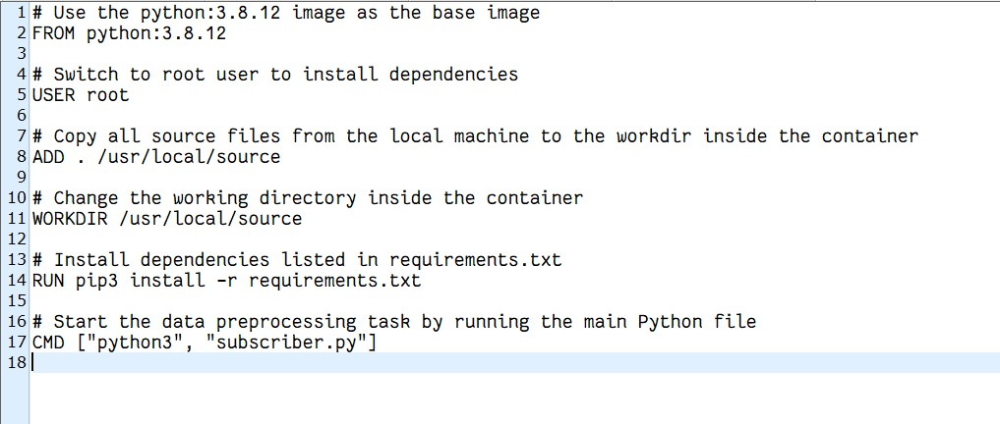 1 # Use the python:3.8.12 image as the base image
2 FROM python:3.8.12
3
4 # Switch to root user to install dependencies
5 USER root
6
7 # Copy all source files from the local machine to the workdir inside the container
8 ADD . /usr/local/source
9
10 # Change the working directory inside the container
11 WORKDIR /usr/local/source
12
13 # Install dependencies listed in requirements.txt
14 RUN pip3 install -r requirements.txt
15
16 # Start the data preprocessing task by running the main Python file
17 CMD ["python3", "subscriber.py"]
18